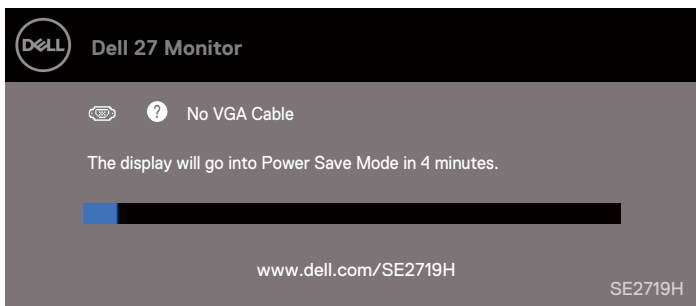 DELL
Dell 27 Monitor
? No VGA Cable
The display will go into Power Save Mode in 4 minutes.
www.dell.com/SE2719H
SE2719H